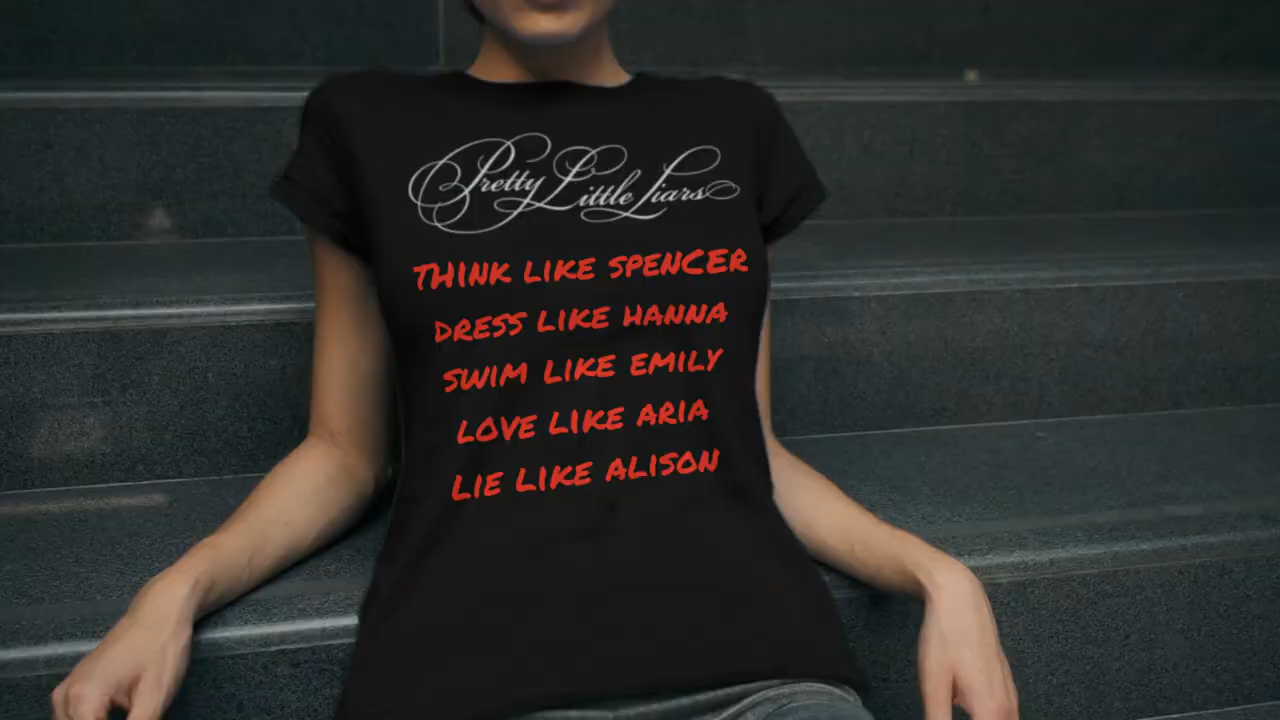 Pretty Little Liars
THINK LIKE SPENCER
DRESS LIKE HANNA
SWIM LIKE EMILY
LOVE LIKE ARIA
LIE LIKE ALISON